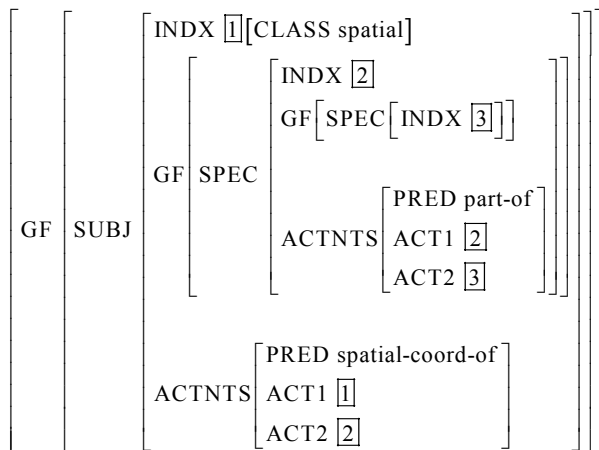 INDX 1[CLASS spatial]
INDX 2
GF[SPEC[INDX 3]]
GF[SPEC
PRED part-of
GF[SUBJ
ACTNTS[ACT1 2
ACT2 3
PRED spatial-coord-of
ACTNTS[ACT1 1
ACT2 2